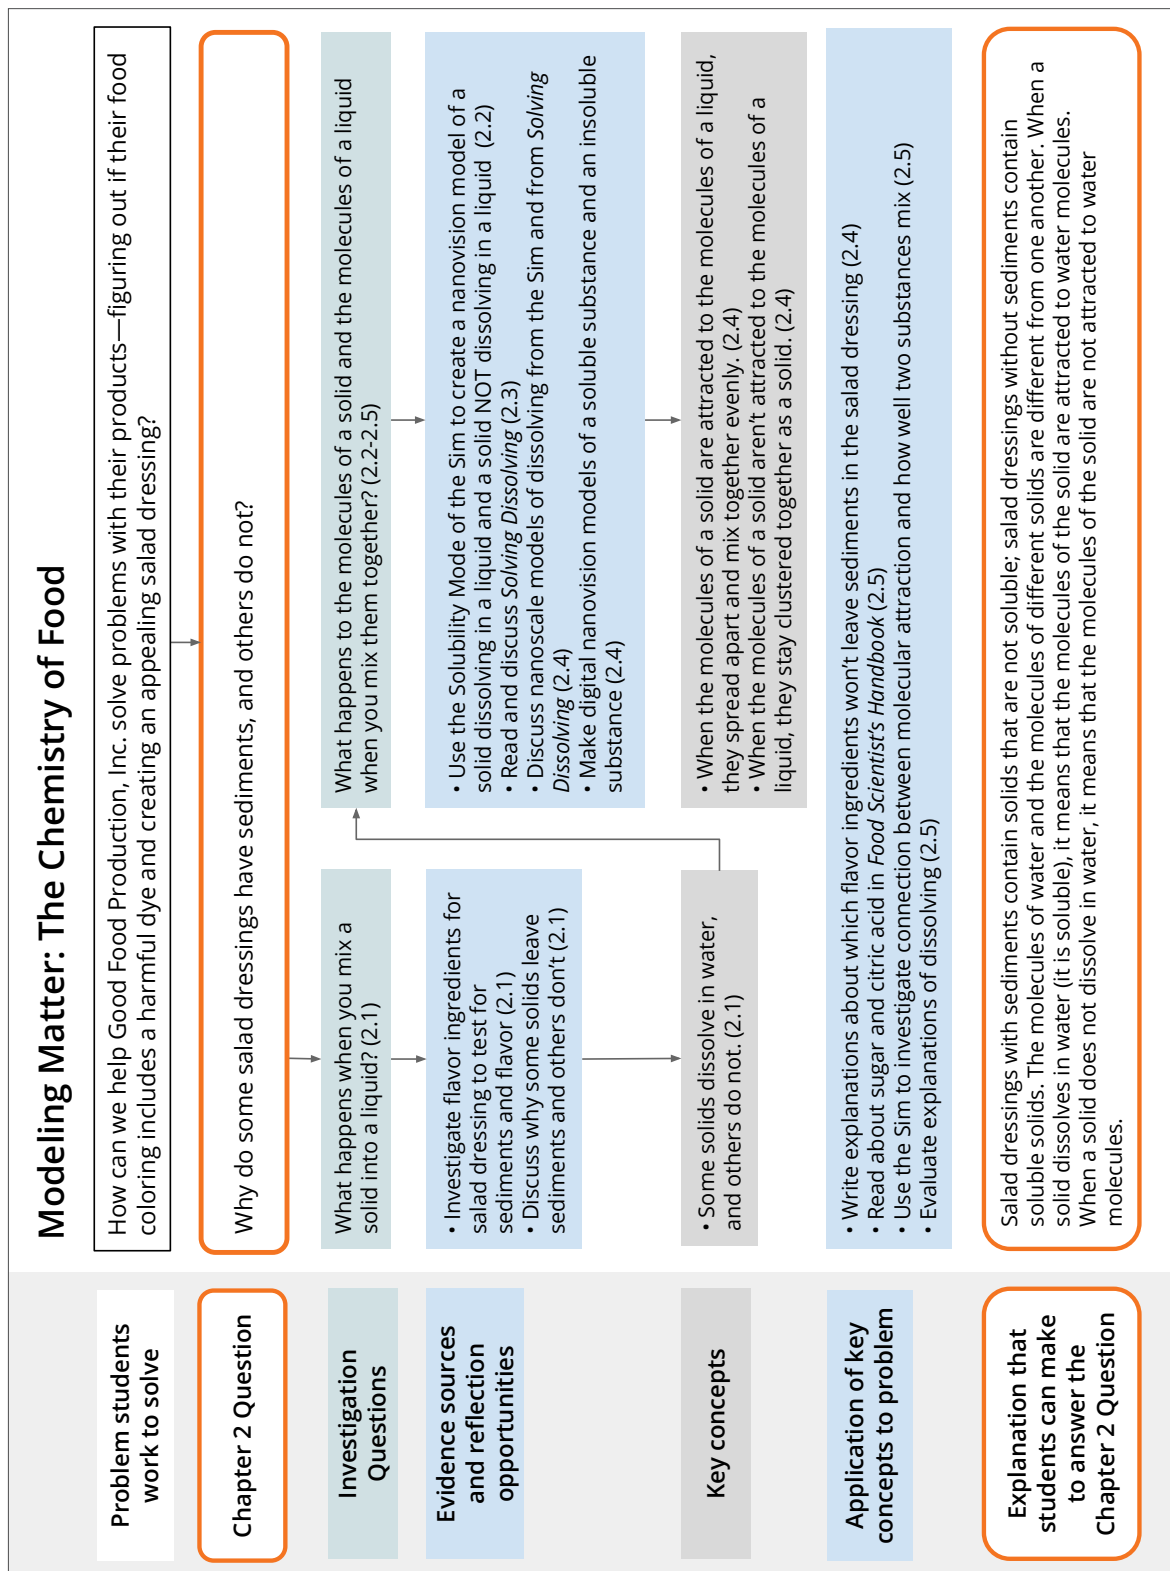 Modeling Matter: The Chemistry of Food
Problem students
work to solve
How can we help Good Food Production, Inc. solve problems with their products—figuring out if their food
coloring includes a harmful dye and creating an appealing salad dressing?
Chapter 2 Question
Why do some salad dressings have sediments, and others do not?
Investigation
Questions
What happens when you mix a
solid into a liquid? (2.1)
What happens to the molecules of a solid and the molecules of a liquid
when you mix them together? (2.2-2.5)
Evidence sources
and reflection
opportunities
• Investigate flavor ingredients for
salad dressing to test for
sediments and flavor (2.1)
• Discuss why some solids leave
sediments and others don't (2.1)
• Use the Solubility Mode of the Sim to create a nanovision model of a
solid dissolving in a liquid and a solid NOT dissolving in a liquid (2.2)
• Read and discuss Solving Dissolving (2.3)
• Discuss nanoscale models of dissolving from the Sim and from Solving
Dissolving (2.4)
• Make digital nanovision models of a soluble substance and an insoluble
substance (2.4)
Key concepts
• Some solids dissolve in water,
and others do not. (2.1)
• When the molecules of a solid are attracted to the molecules of a liquid,
they spread apart and mix together evenly. (2.4)
• When the molecules of a solid aren't attracted to the molecules of a
liquid, they stay clustered together as a solid. (2.4)
Application of key
concepts to problem
• Write explanations about which flavor ingredients won't leave sediments in the salad dressing (2.4)
• Read about sugar and citric acid in Food Scientist's Handbook (2.5)
• Use the Sim to investigate connection between molecular attraction and how well two substances mix (2.5)
• Evaluate explanations of dissolving (2.5)
Explanation that
students can make
to answer the
Chapter 2 Question
Salad dressings with sediments contain solids that are not soluble; salad dressings without sediments contain
soluble solids. The molecules of water and the molecules of different solids are different from one another. When a
solid dissolves in water (it is soluble), it means that the molecules of the solid are attracted to water molecules.
When a solid does not dissolve in water, it means that the molecules of the solid are not attracted to water
molecules.